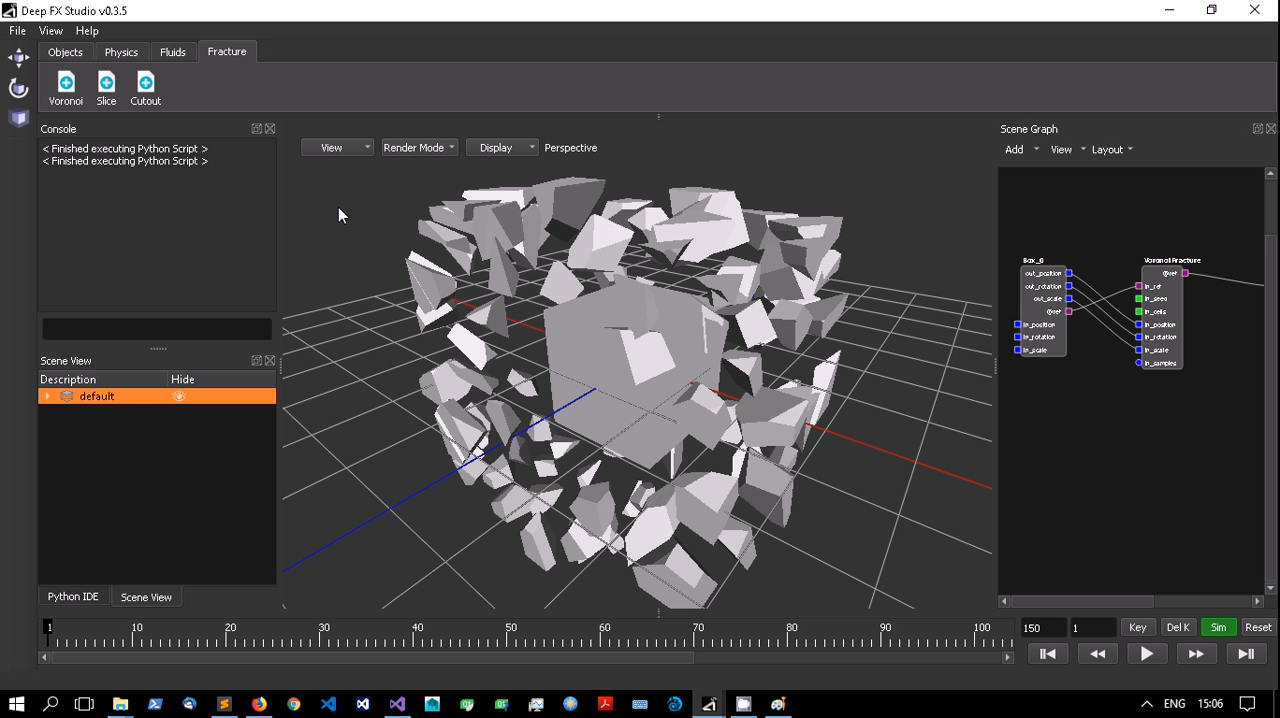 Deep FX Studio v0.3.5
File View Help
Objects Physics Fluids Fracture
Voronoi Slice Cutout
Console
< Finished executing Python Script >
< Finished executing Python Script >
View Render Mode Display Perspective
Scene Graph
Add View Layout
Box_0
out_position
out_rotation
out_scale
@ref
in_position
in_rotation
in_scale
VoronoiFracture
@ref
in_ref
in_seed
in_cells
in_position
in_rotation
in_scale
in_samples
Scene View
Description Hide
default
Python IDE Scene View
1 10 20 30 40 50 60 70 80 90 100
150 1 Key Del K Sim Reset
ENG 15:06